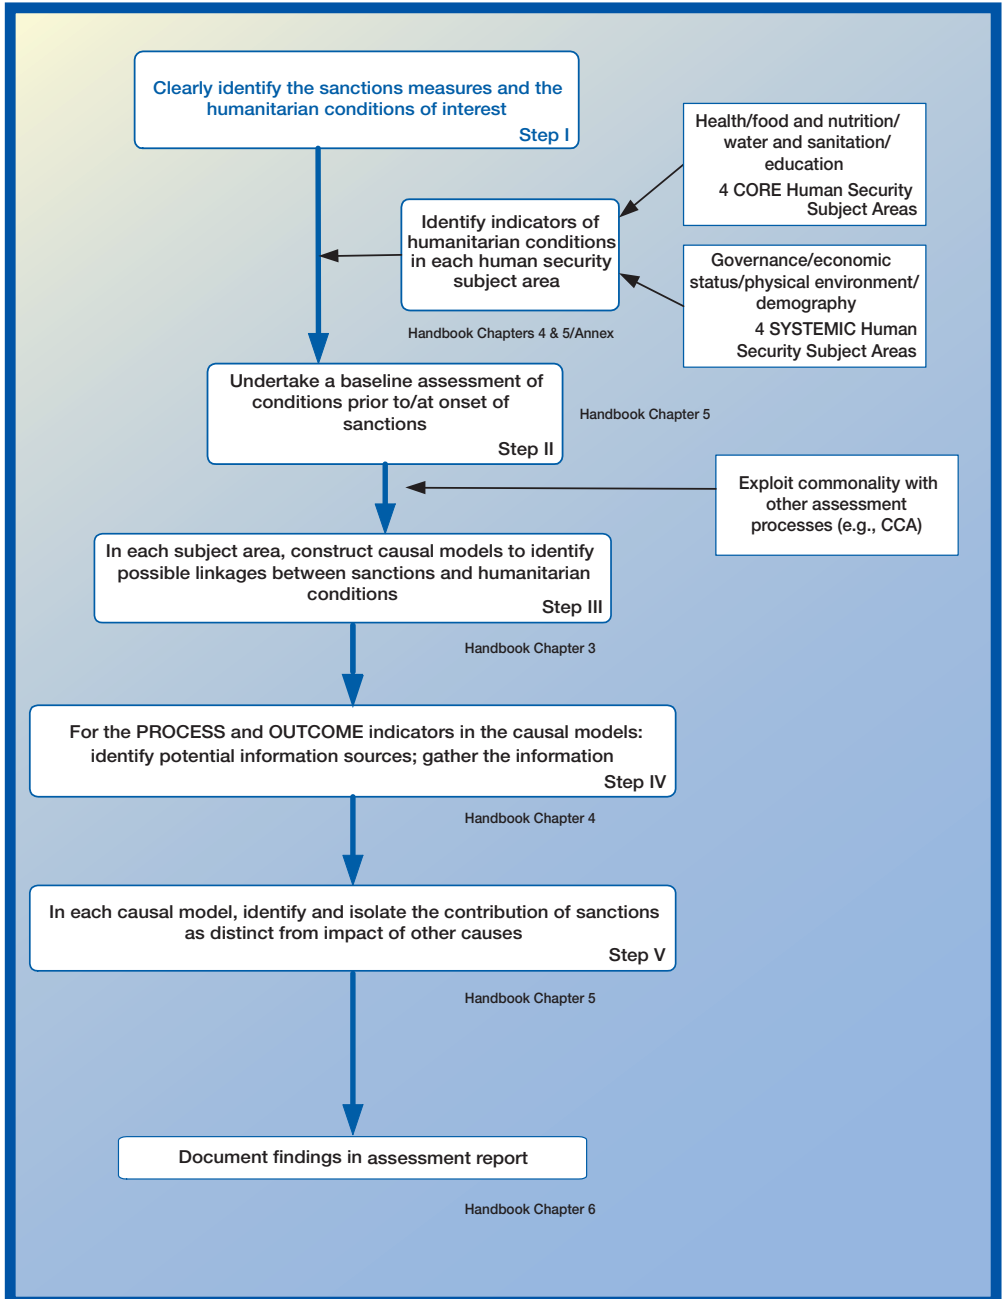 Clearly identify the sanctions measures and the
humanitarian conditions of interest
Step I
Health/food and nutrition/
water and sanitation/
education
4 CORE Human Security
Subject Areas
Identify indicators of
humanitarian conditions
in each human security
subject area
Governance/economic
status/physical environment/
demography
4 SYSTEMIC Human
Security Subject Areas
Handbook Chapters 4 & 5/Annex
Undertake a baseline assessment of
conditions prior to/at onset of
sanctions
Step II
Handbook Chapter 5
Exploit commonality with
other assessment
processes (e.g., CCA)
In each subject area, construct causal models to identify
possible linkages between sanctions and humanitarian
conditions
Step III
Handbook Chapter 3
For the PROCESS and OUTCOME indicators in the causal models:
identify potential information sources; gather the information
Step IV
Handbook Chapter 4
In each causal model, identify and isolate the contribution of sanctions
as distinct from impact of other causes
Step V
Handbook Chapter 5
Document findings in assessment report
Handbook Chapter 6